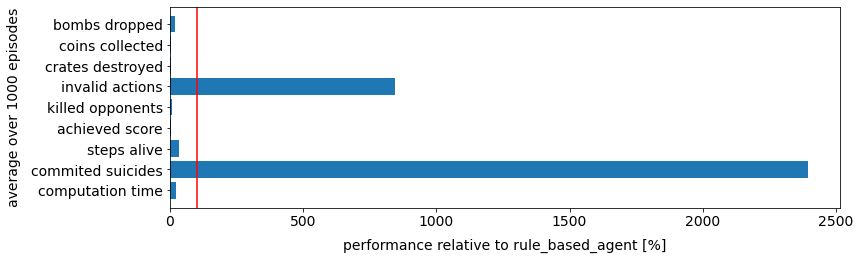 average over 1000 episodes
bombs dropped
coins collected
crates destroyed
invalid actions
killed opponents
achieved score
steps alive
commited suicides
computation time
0 500 1000 1500 2000 2500
performance relative to rule_based_agent [%]